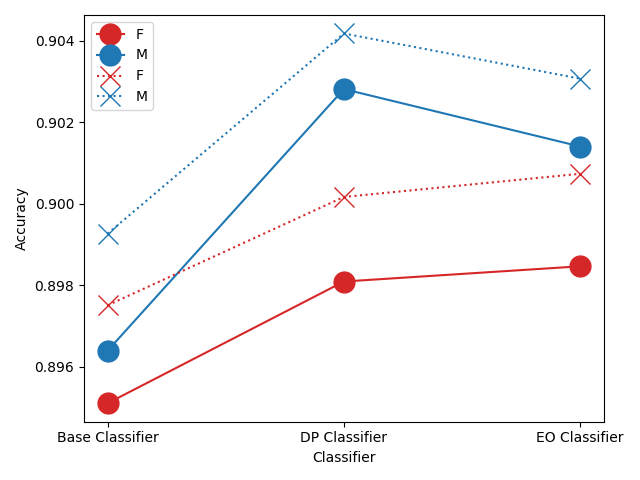 F
M
F
M
0.904
0.902
0.900
0.898
0.896
Accuracy
Base Classifier DP Classifier EO Classifier
Classifier